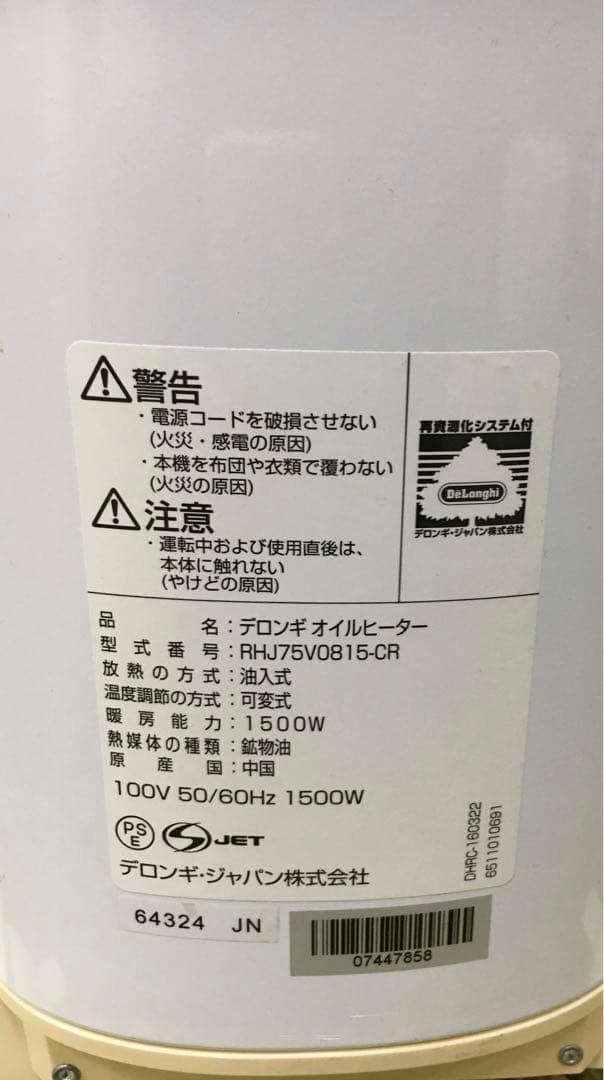 警告
・電源コードを破損させない
(火災・感電の原因)
・本機を布団や衣類で覆わない
(火災の原因)
注意
・運転中および使用直後は、
本体に触れない
(やけどの原因)
再資源化システム付
DeLonghi
デロンギ・ジャパン株式会社
品名：デロンギ オイルヒーター
型式番号：RHJ75V0815-CR
放熱の方式：油入式
温度調節の方式：可変式
暖房能力：1500W
熱媒体の種類：鉱物油
原産国：中国
100V 50/60Hz 1500W
PS
E
JET
デロンギ・ジャパン株式会社
DHRC-160322
6511010691
64324 JN
07447858